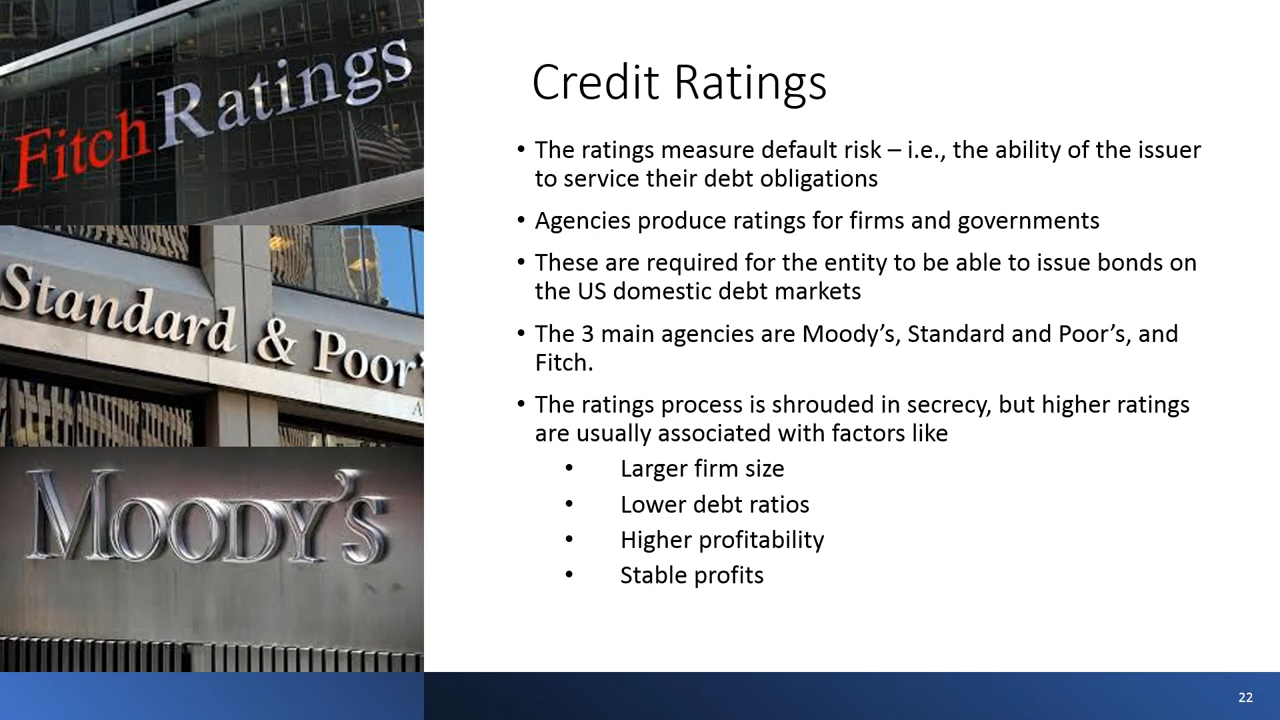 Fitch Ratings
Standard & Poor'
A
MOODY'S
Credit Ratings
• The ratings measure default risk – i.e., the ability of the issuer
to service their debt obligations
• Agencies produce ratings for firms and governments
• These are required for the entity to be able to issue bonds on
the US domestic debt markets
• The 3 main agencies are Moody’s, Standard and Poor’s, and
Fitch.
• The ratings process is shrouded in secrecy, but higher ratings
are usually associated with factors like
• Larger firm size
• Lower debt ratios
• Higher profitability
• Stable profits
22